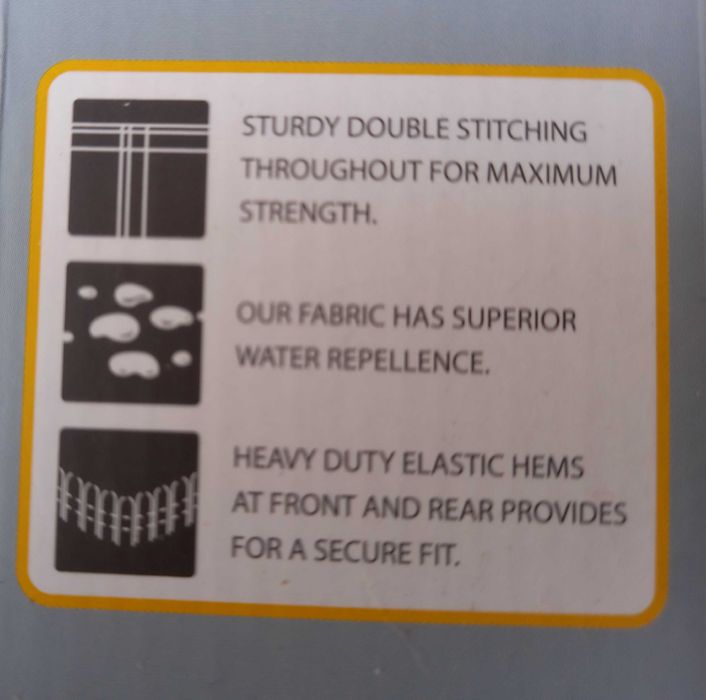 STURDY DOUBLE STITCHING
THROUGHOUT FOR MAXIMUM
STRENGTH.
OUR FABRIC HAS SUPERIOR
WATER REPELLENCE.
HEAVY DUTY ELASTIC HEMS
AT FRONT AND REAR PROVIDES
FOR A SECURE FIT.